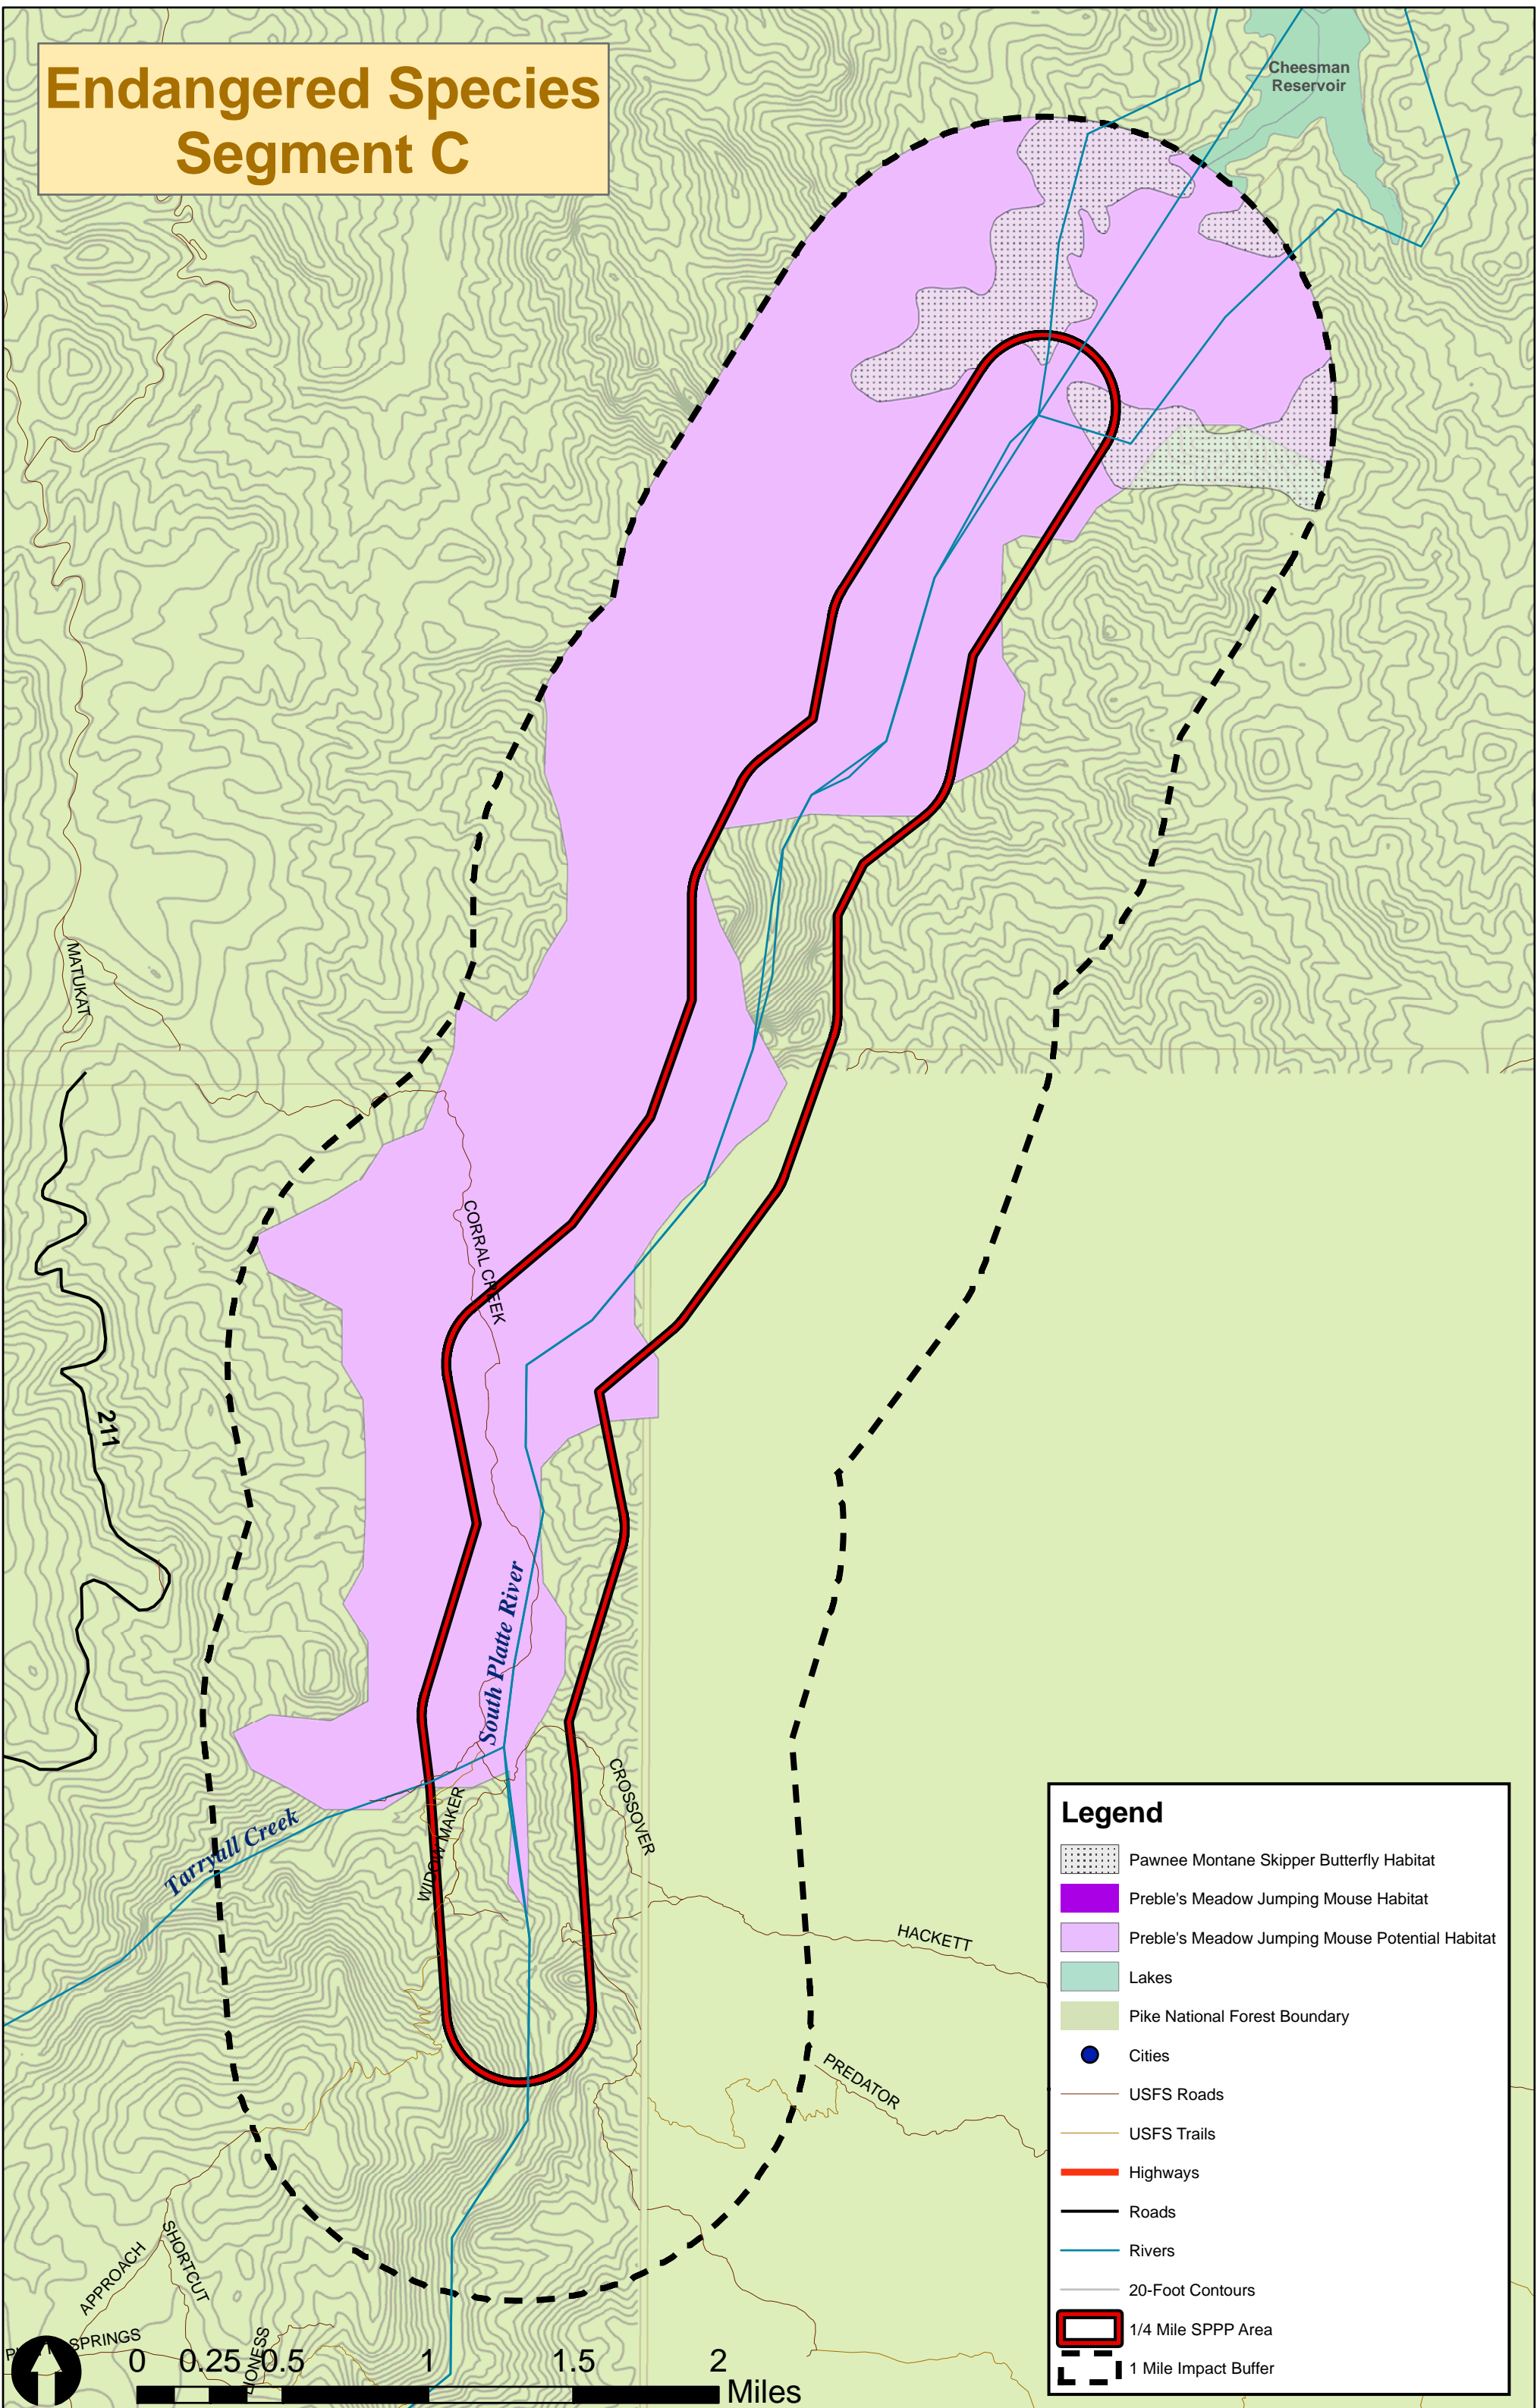 Endangered Species
Segment C
Cheesman
Reservoir
MATUKAT
CORRAL CREEK
211
South Platte River
CROSSOVER
WIDOW MAKER
Tarryall Creek
HACKETT
PREDATOR
SHORTCUT
APPROACH
SPRINGS
LIONESS
0 0.25 0.5 1 1.5 2
Miles
Legend
Pawnee Montane Skipper Butterfly Habitat
Preble's Meadow Jumping Mouse Habitat
Preble's Meadow Jumping Mouse Potential Habitat
Lakes
Pike National Forest Boundary
Cities
USFS Roads
USFS Trails
Highways
Roads
Rivers
20-Foot Contours
1/4 Mile SPPP Area
1 Mile Impact Buffer